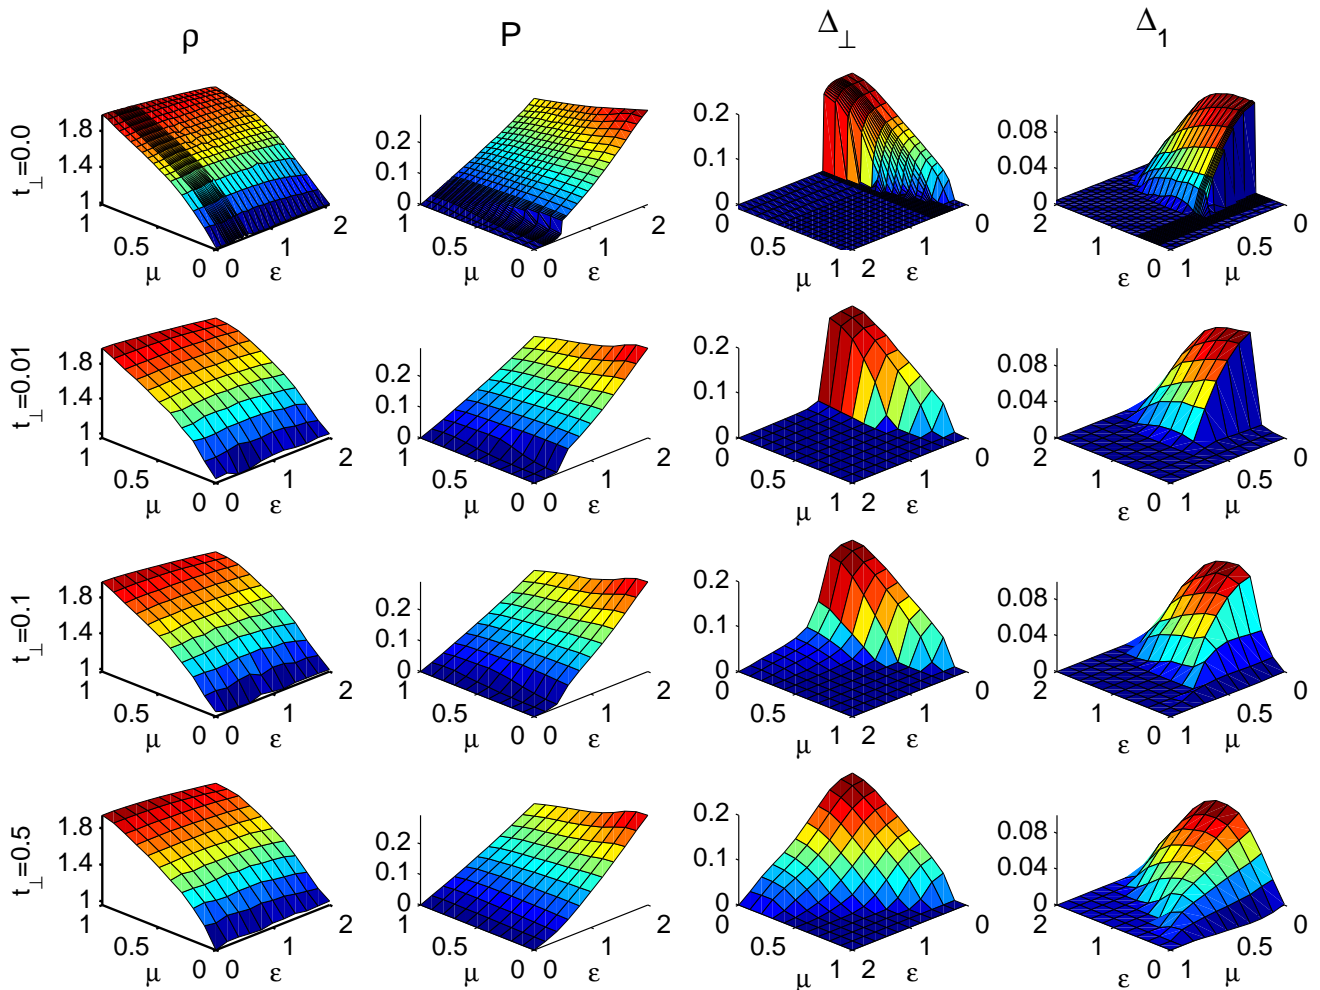 ρ P Δ⊥ Δ1
t⊥=0.0
1.8 1.4 1 1 0.5 0 μ 0 1 2 ε
0.2 0.1 0 1 0.5 0 μ 0 1 2 ε
0.2 0.1 0 0 0.5 1 μ 2 1 0 ε
0.08 0.04 0 2 1 0 ε 1 0.5 0 μ
t⊥=0.01
1.8 1.4 1 1 0.5 0 μ 0 1 2 ε
0.2 0.1 0 1 0.5 0 μ 0 1 2 ε
0.2 0.1 0 0 0.5 1 μ 2 1 0 ε
0.08 0.04 0 2 1 0 ε 1 0.5 0 μ
t⊥=0.1
1.8 1.4 1 1 0.5 0 μ 0 1 2 ε
0.2 0.1 0 1 0.5 0 μ 0 1 2 ε
0.2 0.1 0 0 0.5 1 μ 2 1 0 ε
0.08 0.04 0 2 1 0 ε 1 0.5 0 μ
t⊥=0.5
1.8 1.4 1 1 0.5 0 μ 0 1 2 ε
0.2 0.1 0 1 0.5 0 μ 0 1 2 ε
0.2 0.1 0 0 0.5 1 μ 2 1 0 ε
0.08 0.04 0 2 1 0 ε 1 0.5 0 μ